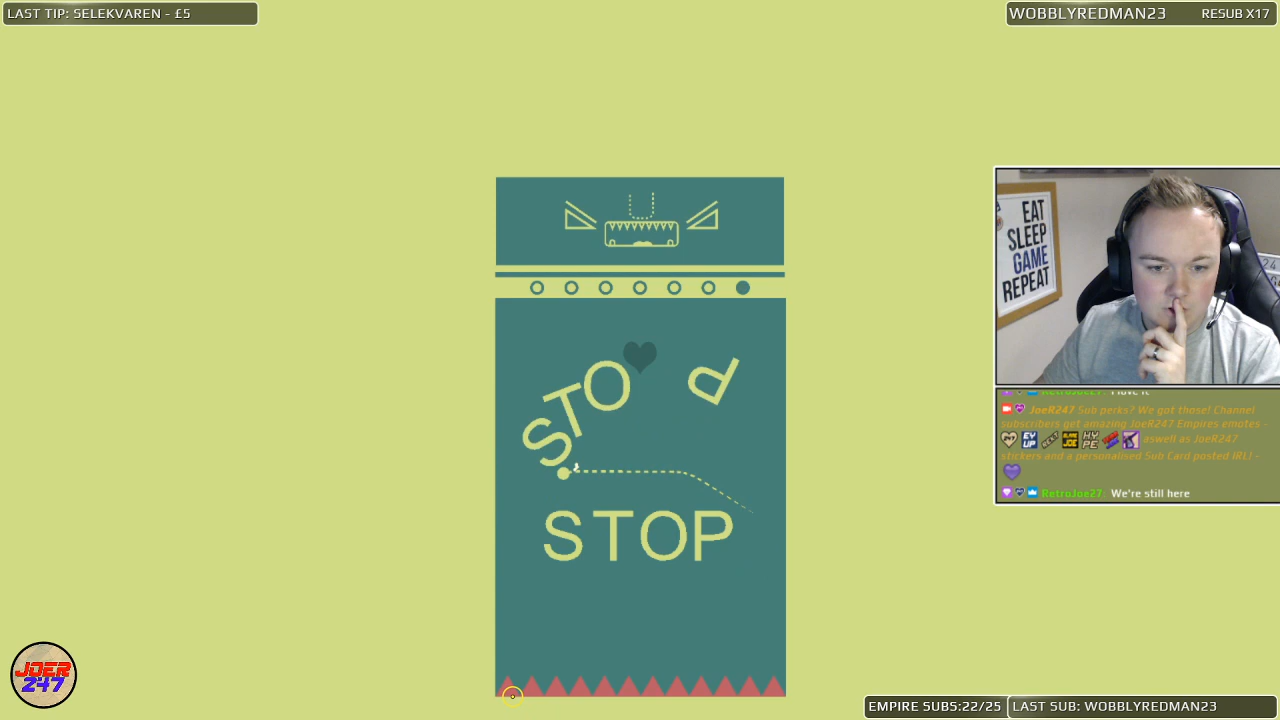 LAST TIP: SELEKVAREN - £5
WOBBLYREDMAN23 RESUB X17
EAT
SLEEP
GAME
REPEAT
STO P
STOP
JoeR247 Sub perks? We got those! Channel
subscribers get amazing JoeR247 Empires emotes -
aswell as JoeR247
stickers and a personalised Sub Card posted IRL! -
RetroJoe27: We're still here
JOER
247
EMPIRE SUBS:22/25 LAST SUB: WOBBLYREDMAN23